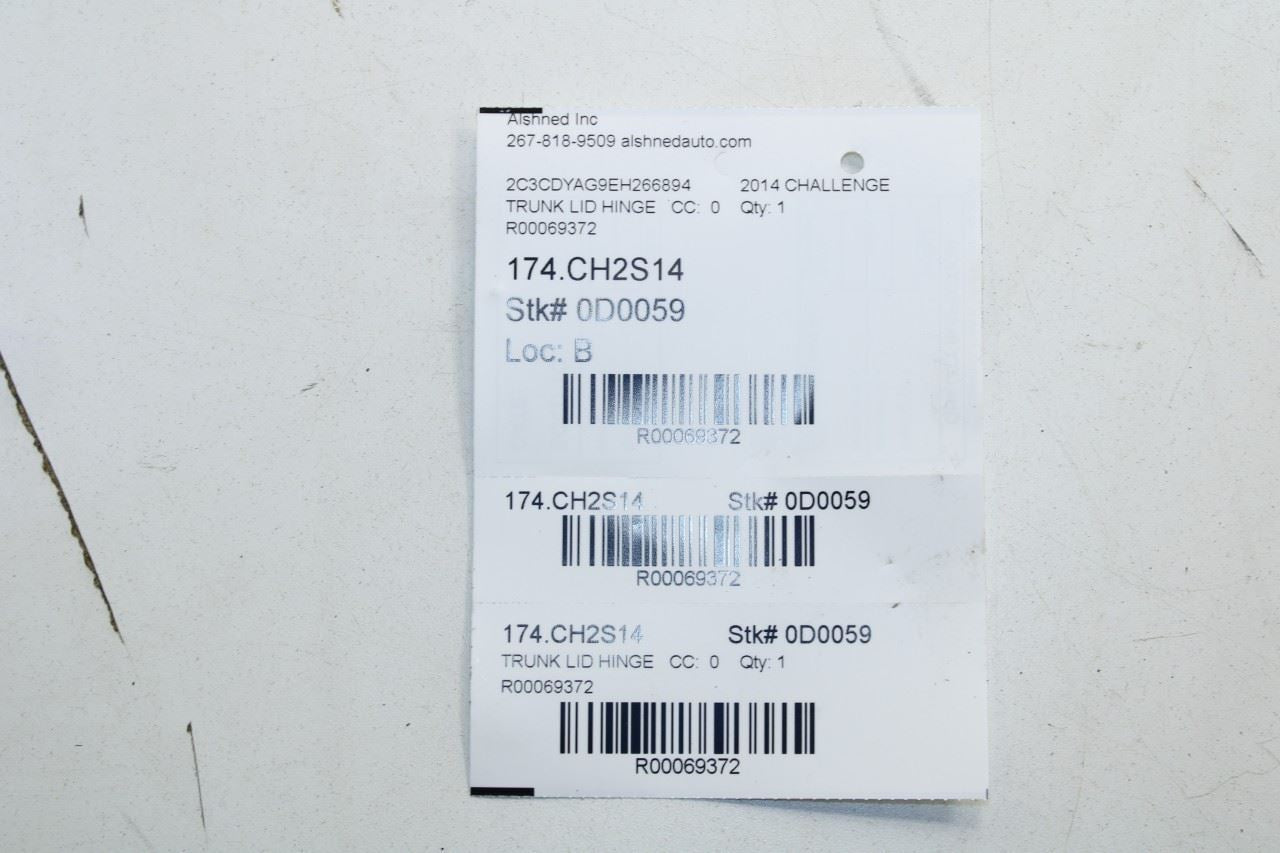 Alshned Inc
267-818-9509 alshnedauto.com
2C3CDYAG9EH266894 2014 CHALLENGE
TRUNK LID HINGE CC: 0 Qty: 1
R00069372
174.CH2S14
Stk# 0D0059
Loc: B
R00069372
174.CH2S14 Stk# 0D0059
R00069372
174.CH2S14 Stk# 0D0059
TRUNK LID HINGE CC: 0 Qty: 1
R00069372
R00069372